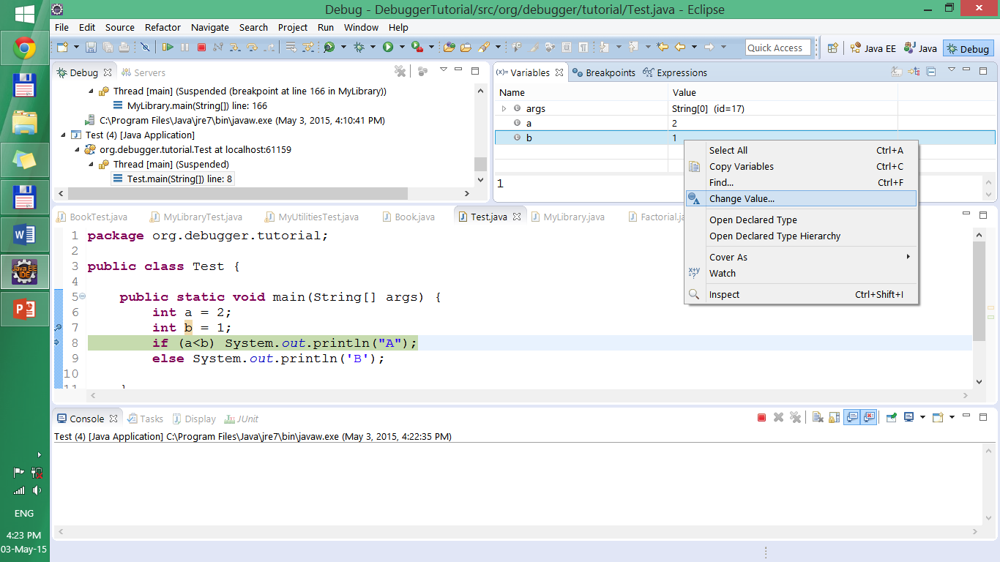 Debug - DebuggerTutorial/src/org/debugger/tutorial/Test.java - Eclipse
File Edit Source Refactor Navigate Search Project Run Window Help
Quick Access Java EE Java Debug
Debug Servers
Thread [main] (Suspended (breakpoint at line 166 in MyLibrary))
MyLibrary.main(String[]) line: 166
C:\Program Files\Java\jre7\bin\javaw.exe (May 3, 2015, 4:10:41 PM)
Test (4) [Java Application]
org.debugger.tutorial.Test at localhost:61159
Thread [main] (Suspended)
Test.main(String[]) line: 8
(x)= Variables Breakpoints Expressions
Name Value
args String[0] (id=17)
a 2
b 1
1
Select All Ctrl+A
Copy Variables Ctrl+C
Find... Ctrl+F
Change Value...
Open Declared Type
Open Declared Type Hierarchy
Cover As
x+y =? Watch
Inspect Ctrl+Shift+I
BookTest.java MyLibraryTest.java MyUtilitiesTest.java Book.java Test.java MyLibrary.java Factorial.ja
1 package org.debugger.tutorial;
2
3 public class Test {
4
5 public static void main(String[] args) {
6 int a = 2;
7 int b = 1;
8 if (a<b) System.out.println("A");
9 else System.out.println('B');
10
11
Console Tasks Display JUnit
Test (4) [Java Application] C:\Program Files\Java\jre7\bin\javaw.exe (May 3, 2015, 4:22:35 PM)
Java EE
IDE
ENG
4:23 PM
03-May-15